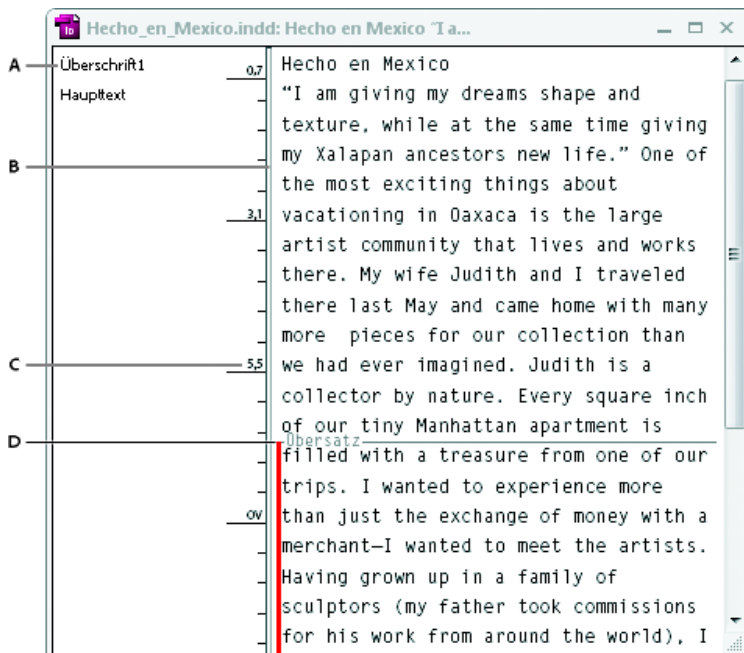 Hecho_en_Mexico.indd: Hecho en Mexico "I a...
A
Überschrift1
0,7
Hecho en Mexico
Haupttext
“I am giving my dreams shape and
texture, while at the same time giving
B
my Xalapan ancestors new life.” One of
the most exciting things about
3,1
vacationing in Oaxaca is the large
artist community that lives and works
there. My wife Judith and I traveled
there last May and came home with many
more  pieces for our collection than
C
5,5
we had ever imagined. Judith is a
collector by nature. Every square inch
of our tiny Manhattan apartment is
D
Übersatz
filled with a treasure from one of our
trips. I wanted to experience more
OV
than just the exchange of money with a
merchant—I wanted to meet the artists.
Having grown up in a family of
sculptors (my father took commissions
for his work from around the world), I